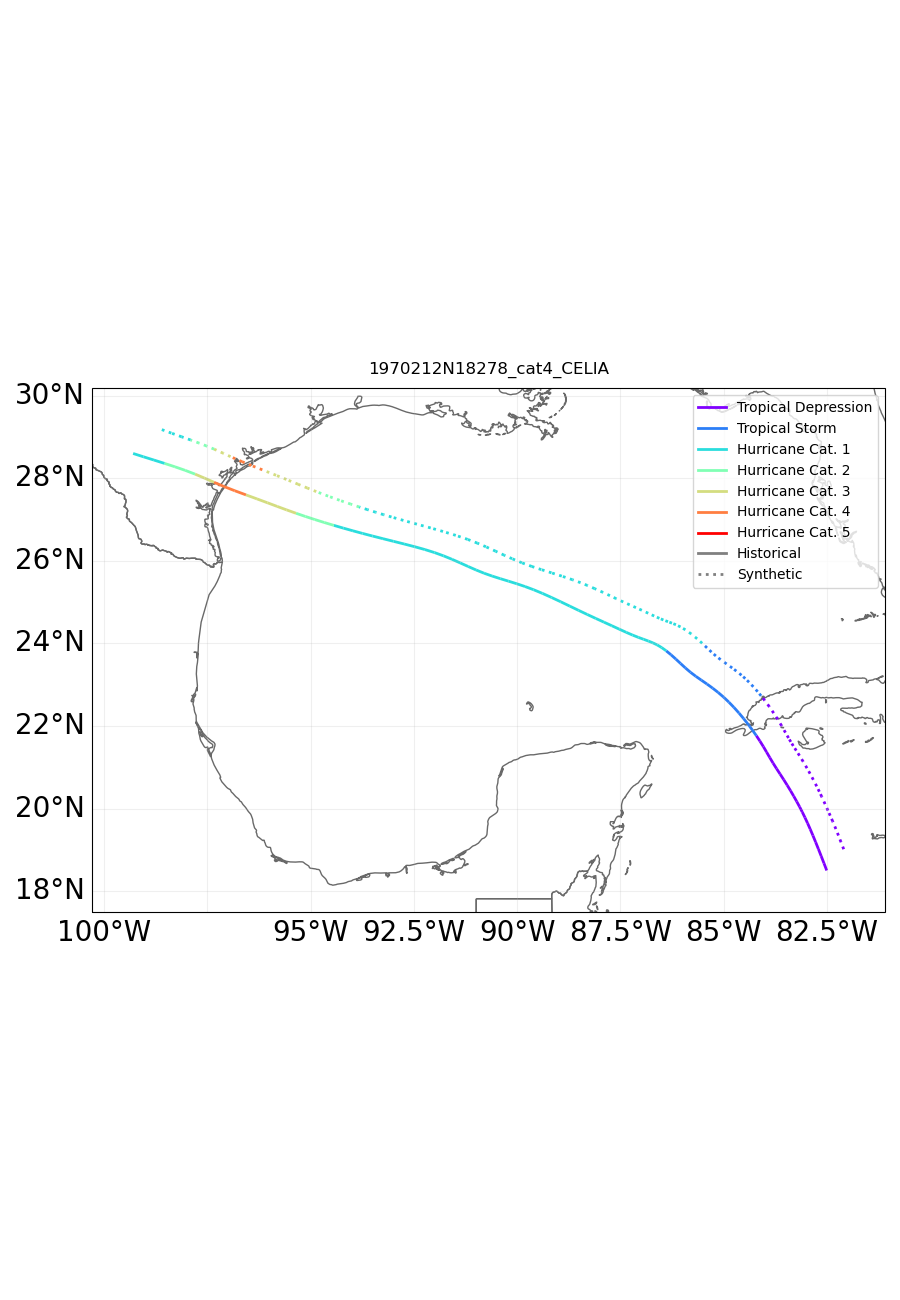 1970212N18278_cat4_CELIA
Tropical Depression
Tropical Storm
Hurricane Cat. 1
Hurricane Cat. 2
Hurricane Cat. 3
Hurricane Cat. 4
Hurricane Cat. 5
Historical
Synthetic
30°N
28°N
26°N
24°N
22°N
20°N
18°N
100°W 95°W 92.5°W 90°W 87.5°W 85°W 82.5°W